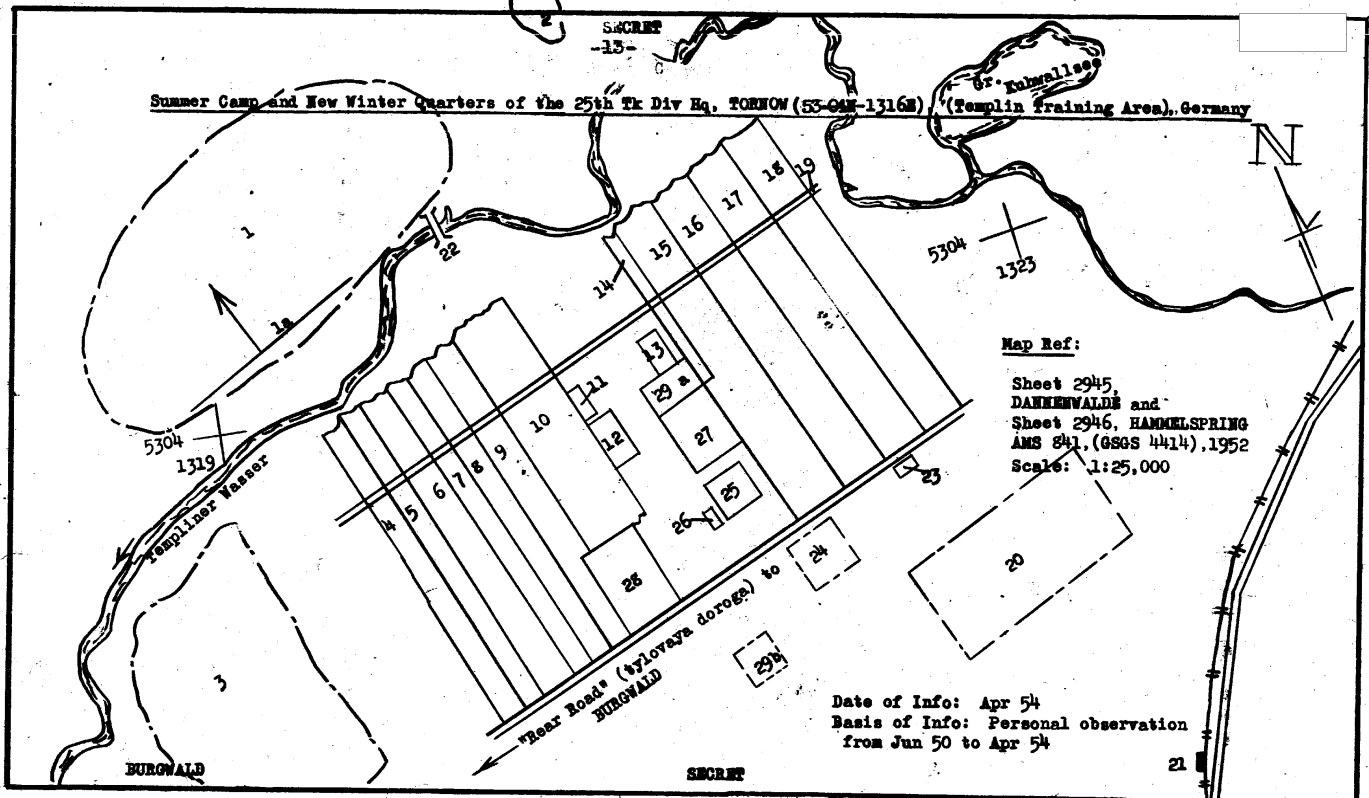 2
SECRET
-13-
C
Summer Camp and New Winter Quarters of the 25th Tk Div Hq, TORNOW (53-04N-1316E) (Templin Training Area), Germany
Gr. Kuhwallsee
N
1
1a
22
14
15
16
17
18
19
5304
1323
5304
1319
Templiner Wasser
Map Ref:
Sheet 2945,
DANNENWALDE and
Sheet 2946, HAMMELSPRING
AMS 841,(GSGS 4414),1952
Scale: 1:25,000
4
5
6
7
8
9
10
11
12
13
29 a
27
25
26
28
23
24
20
29b
3
"Rear Road" (tylovaya doroga) to
BURGWALD
Date of Info: Apr 54
Basis of Info: Personal observation
from Jun 50 to Apr 54
21
BURGWALD
SECRET